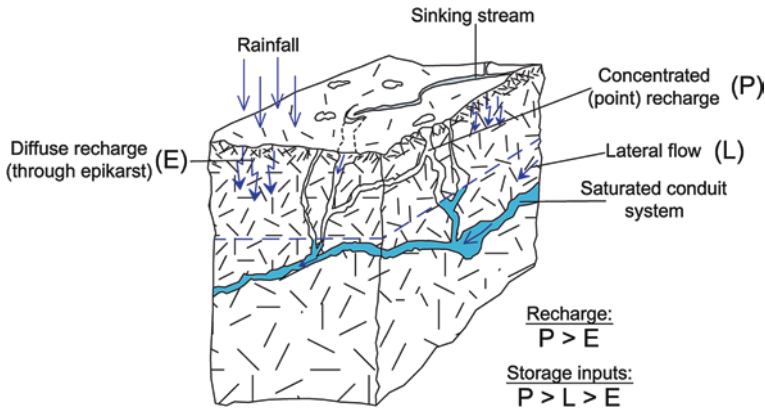 Sinking stream
Rainfall
Concentrated
(point) recharge (P)
Diffuse recharge
(through epikarst) (E)
Lateral flow (L)
Saturated conduit
system
Recharge:
P > E
Storage inputs:
P > L > E